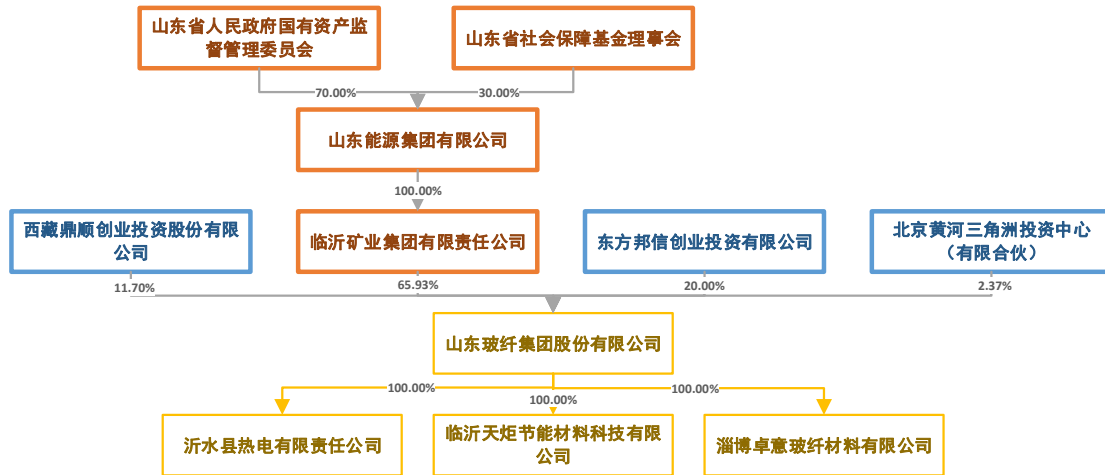 山东省人民政府国有资产监
督管理委员会
山东省社会保障基金理事会
70.00%
30.00%
山东能源集团有限公司
100.00%
西藏鼎顺创业投资股份有限
公司
临沂矿业集团有限责任公司
东方邦信创业投资有限公司
北京黄河三角洲投资中心
（有限合伙）
11.70%
65.93%
20.00%
2.37%
山东玻纤集团股份有限公司
100.00%
100.00%
100.00%
沂水县热电有限责任公司
临沂天炬节能材料科技有限
公司
淄博卓意玻纤材料有限公司